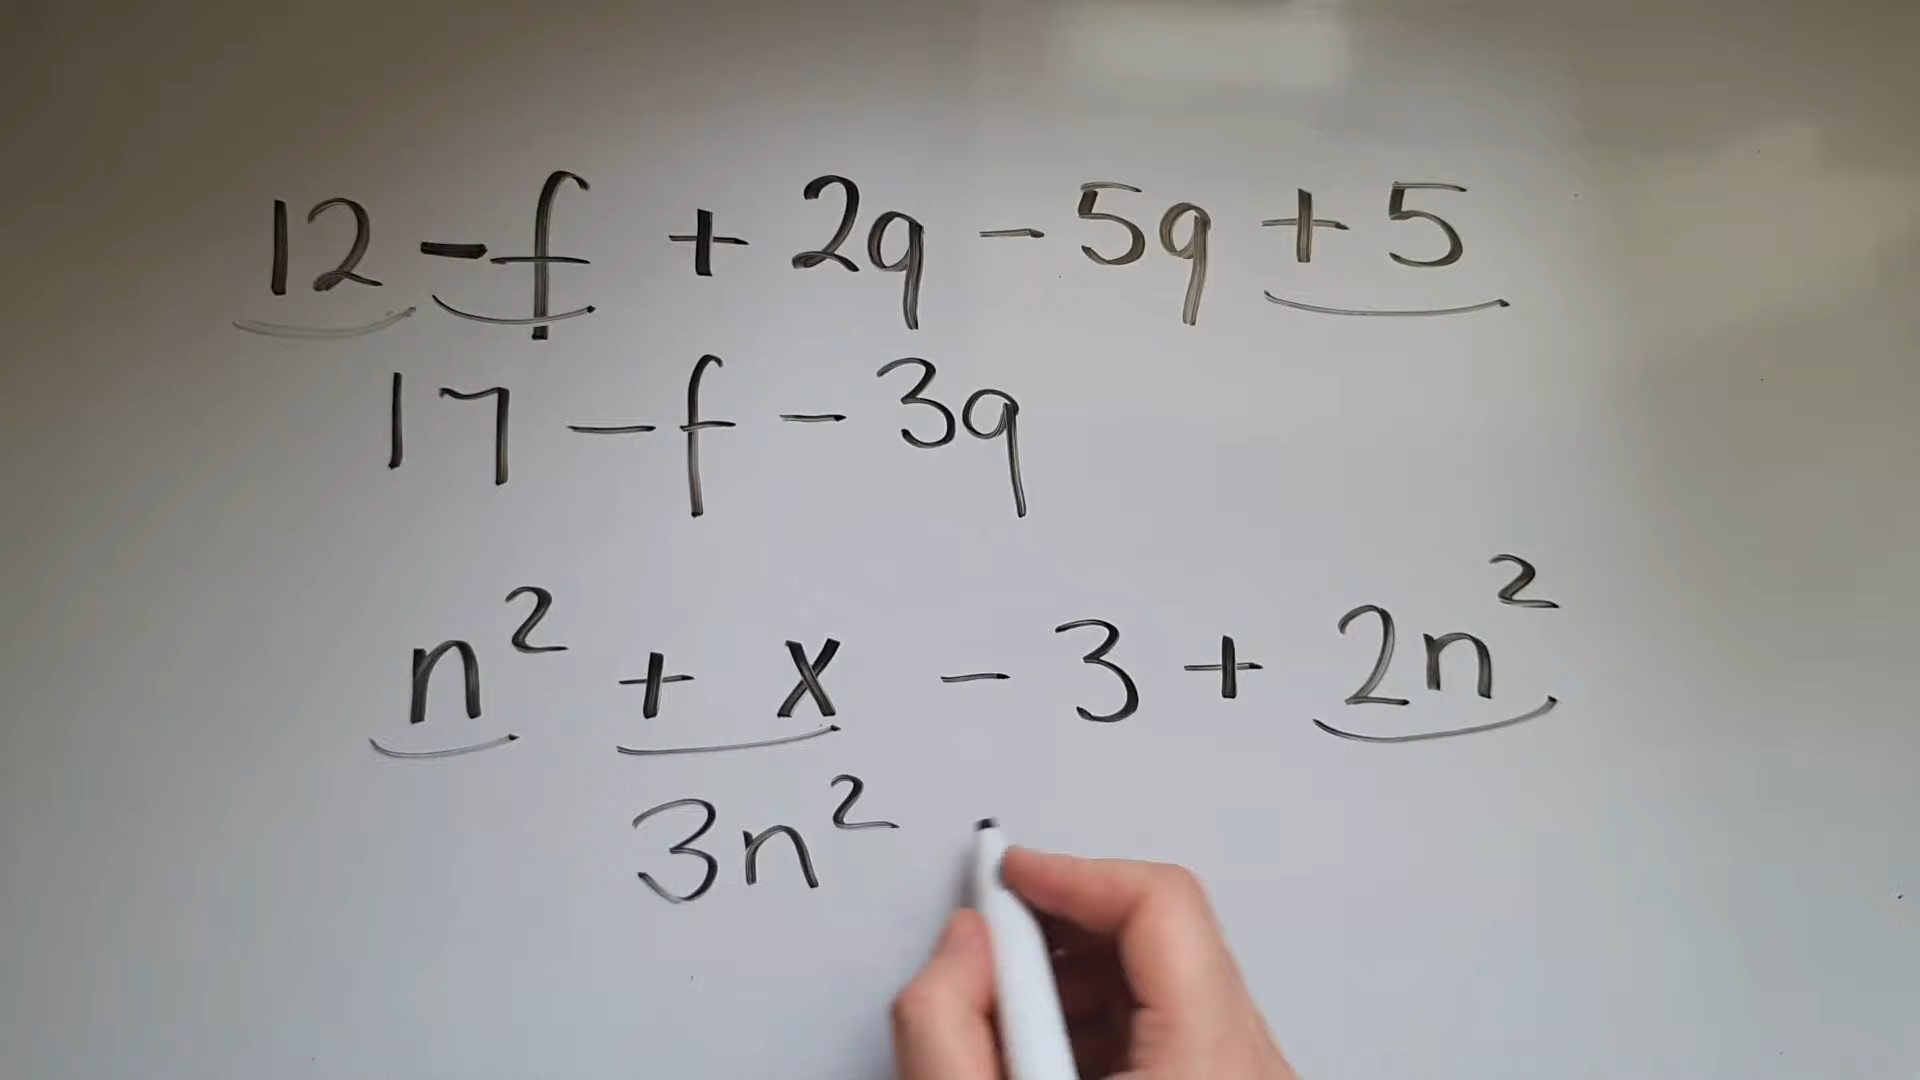 12 - f + 2q - 5q + 5
17 - f - 3q
n² + x - 3 + 2n²
3n²